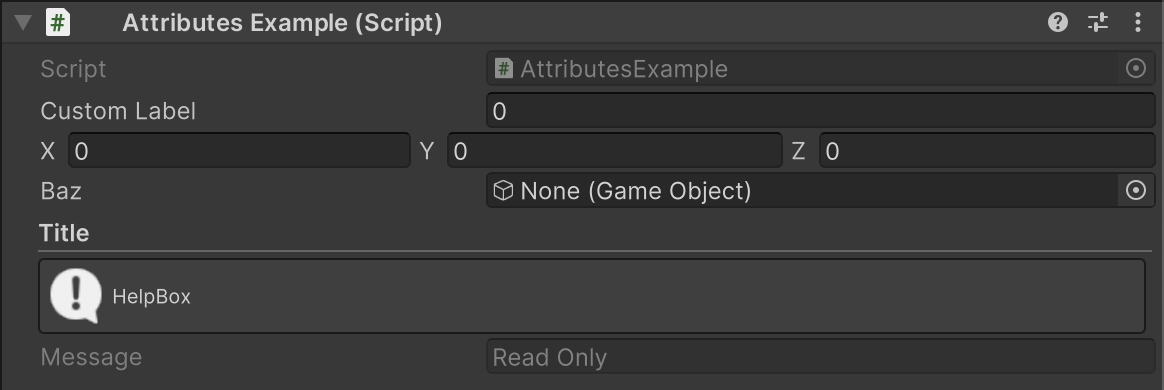 Attributes Example (Script)
Script AttributesExample
Custom Label 0
X 0 Y 0 Z 0
Baz None (Game Object)
Title
HelpBox
Message Read Only